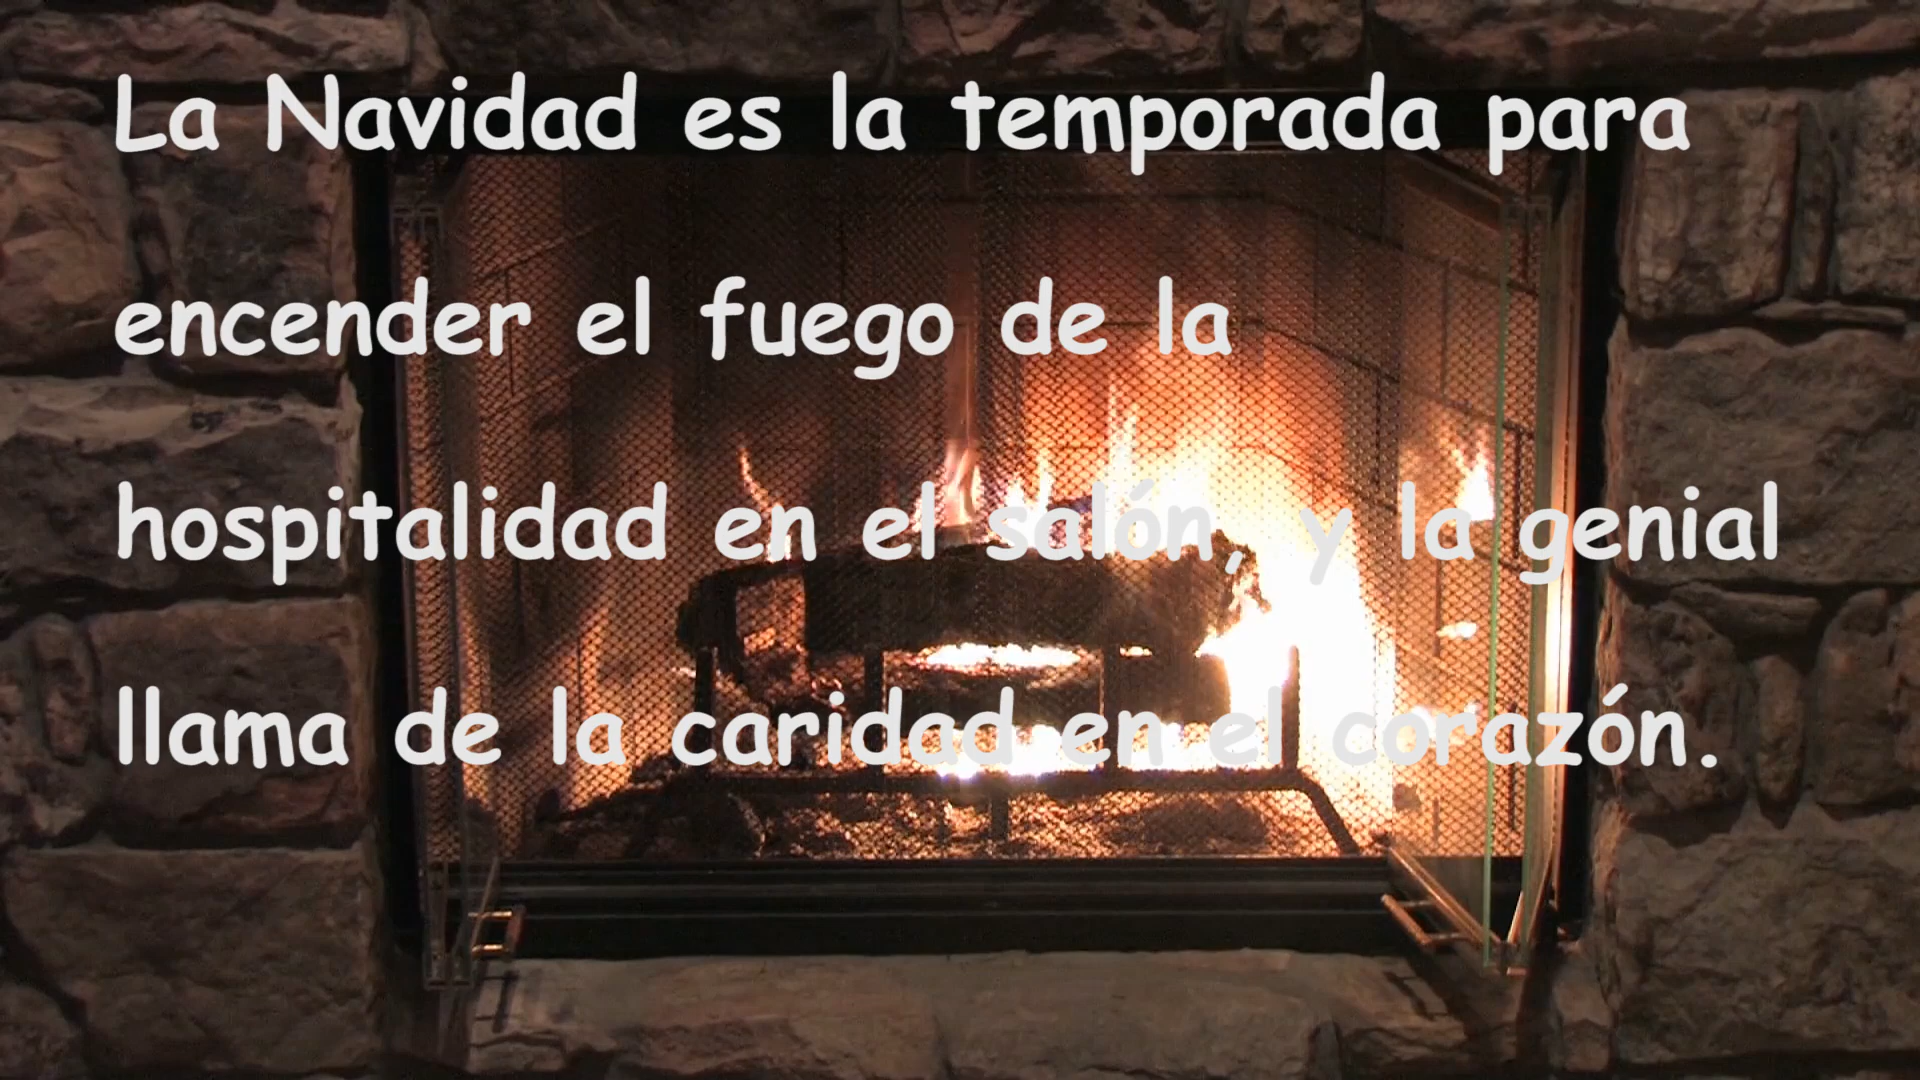 La Navidad es la temporada para
encender el fuego de la
hospitalidad en el salón, y la genial
llama de la caridad en el corazón.